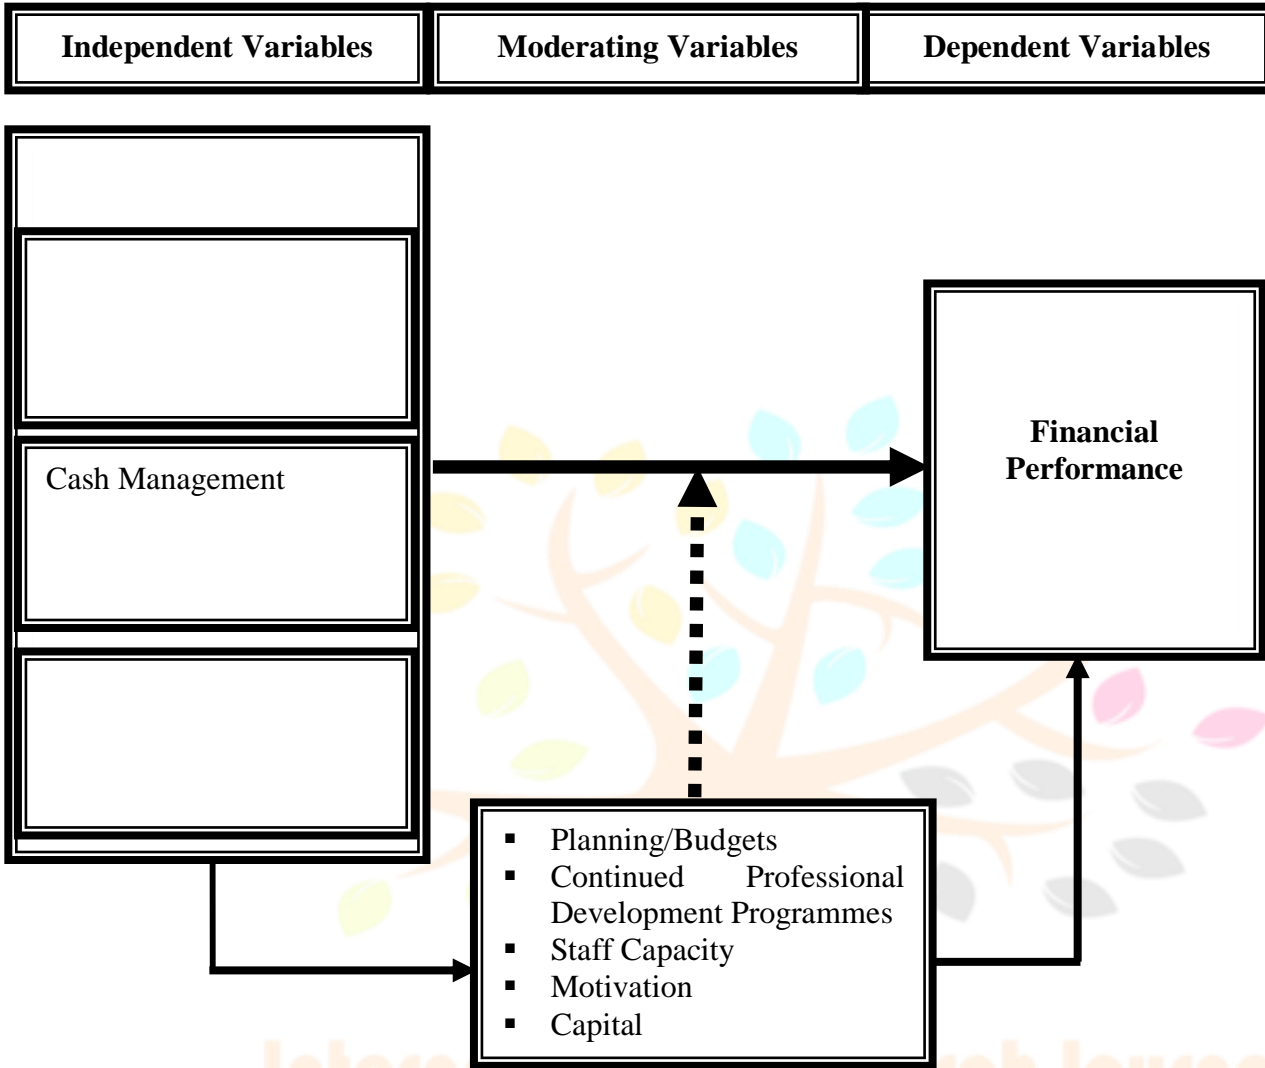 Independent Variables
Moderating Variables
Dependent Variables
Cash Management
Financial
Performance
▪ Planning/Budgets
▪ Continued Professional
Development Programmes
▪ Staff Capacity
▪ Motivation
▪ Capital